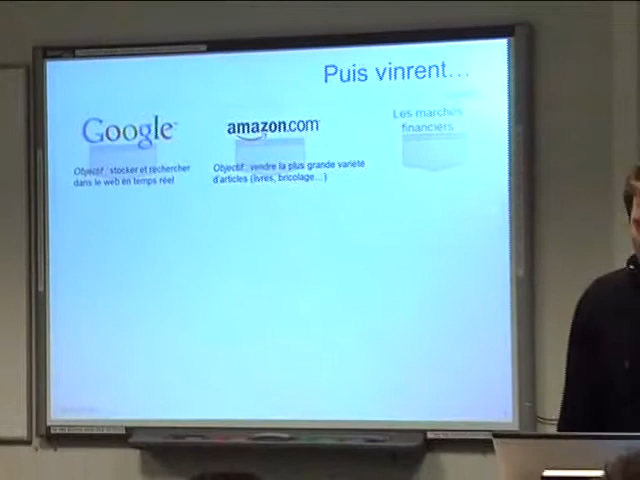 Puis vinrent…
Google
amazon.com
Les marchés
financiers
Objectif : stocker et rechercher
dans le web en temps réel
Objectif : vendre la plus grande variété
d'articles (livres, bricolage…)